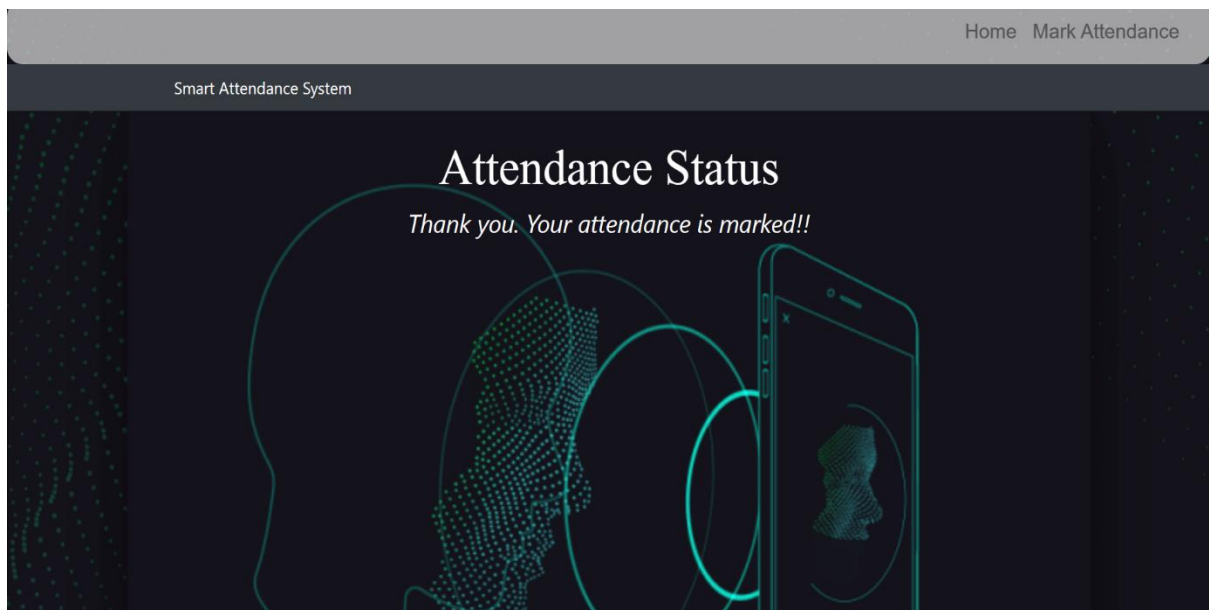 Home Mark Attendance
Smart Attendance System
Attendance Status
Thank you. Your attendance is marked!!